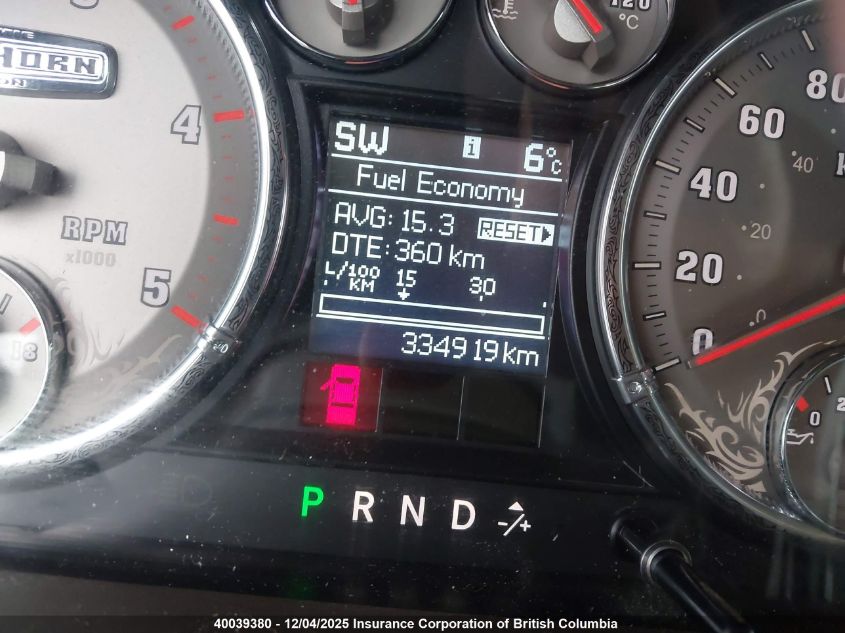 HORN
4
RPM
x1000
5
120
°C
80
60
40
40
20
20
0
0
SW
i
6°C
Fuel Economy
AVG: 15.3
RESET
DTE: 360 km
L/100 KM
15
30
334919 km
P R N D -/+
40039380 - 12/04/2025 Insurance Corporation of British Columbia